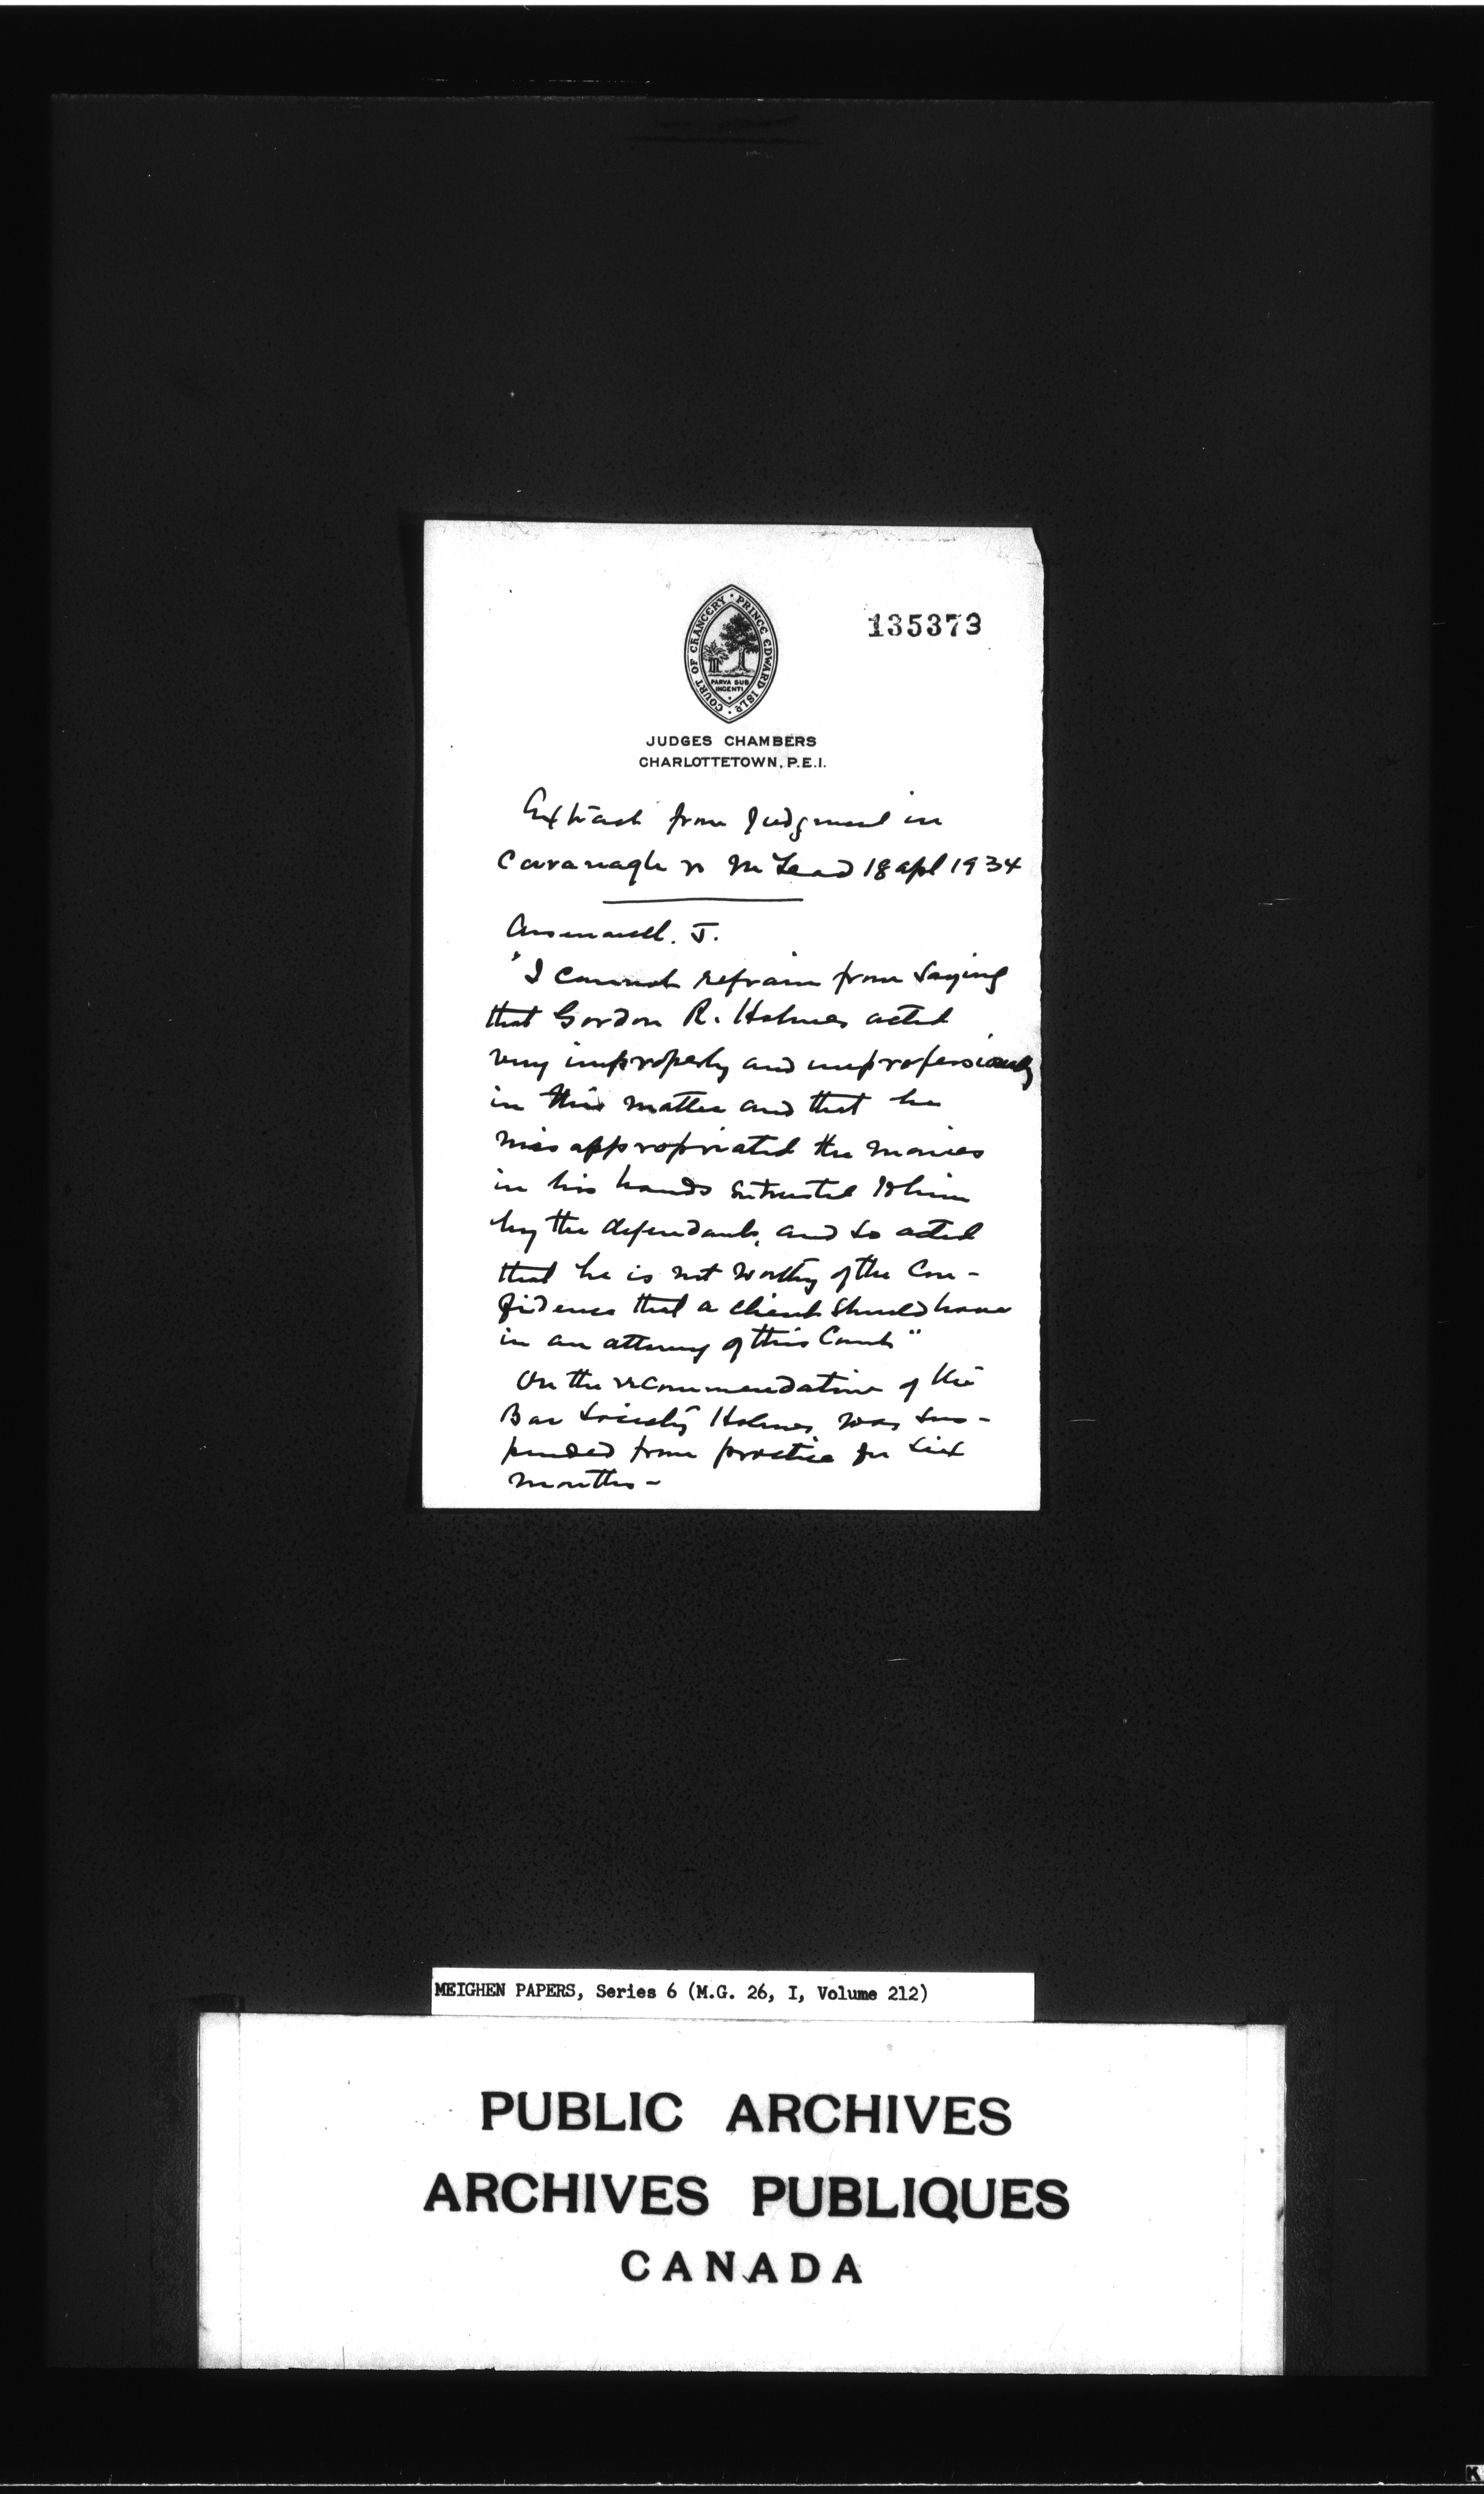 135373
COURT OF CHANCERY · PRINCE EDWARD ISLD ·
PARVA SUB
INGENTI
JUDGES CHAMBERS
CHARLOTTETOWN, P.E.I.
Extract from Judgment in
Cavanagh vs McLeod 18 apl 1934
Arsenault. J.
"I cannot refrain from saying
that Gordon R. Holmes acted
very improperly and unprofessionally
in this matter and that he
misappropriated the monies
in his hands entrusted to him
by the defendant, and so acted
that he is not worthy of the con-
fidence that a client should have
in an attorney of this Court"
On the recommendation of the
Bar Society Holmes was sus-
pended from practice for six
months-
MEIGHEN PAPERS, Series 6 (M.G. 26, I, Volume 212)
PUBLIC ARCHIVES
ARCHIVES PUBLIQUES
CANADA